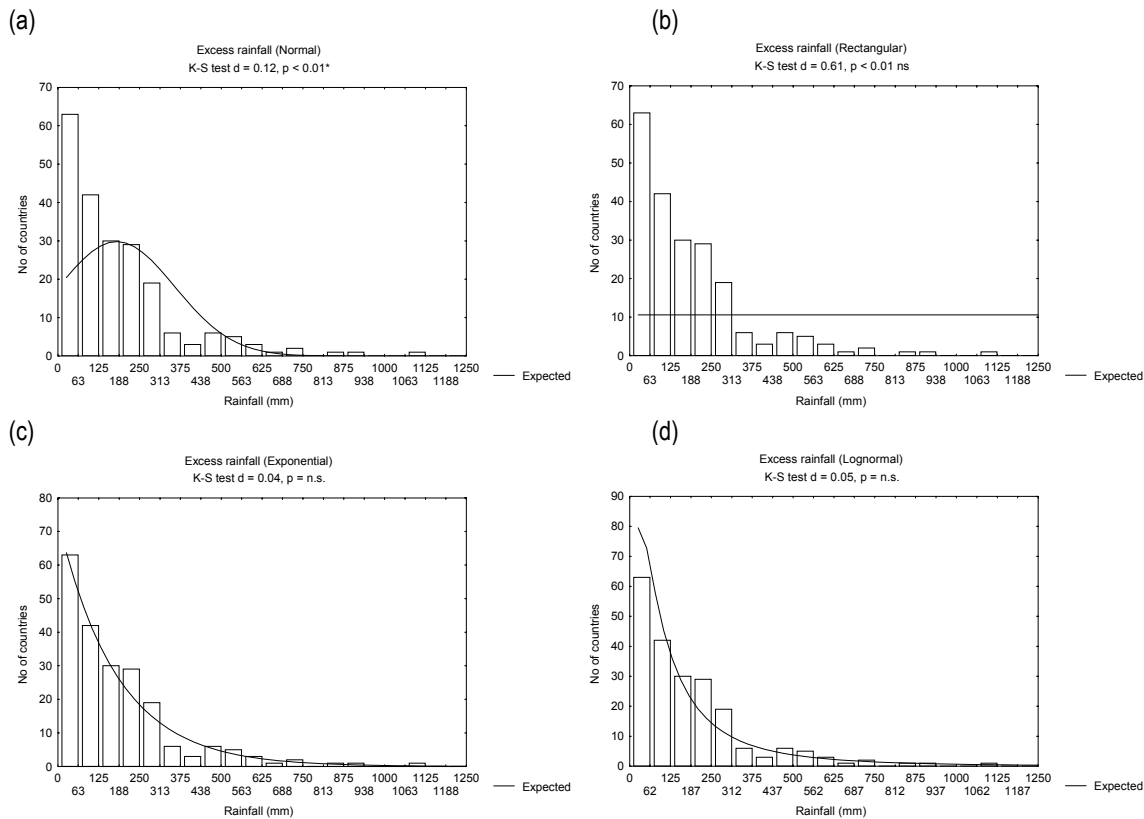 (a)
Excess rainfall (Normal)
K-S test d = 0.12, p < 0.01*
70
60
50
40
30
20
10
0
No of countries
0 125 250 375 500 625 750 875 1000 1125 1250
63 188 313 438 563 688 813 938 1063 1188
Expected
Rainfall (mm)
(b)
Excess rainfall (Rectangular)
K-S test d = 0.61, p < 0.01 ns
70
60
50
40
30
20
10
0
No of countries
0 125 250 375 500 625 750 875 1000 1125 1250
63 188 313 438 563 688 813 937 1063 1188
Expected
Rainfall (mm)
(c)
Excess rainfall (Exponential)
K-S test d = 0.04, p = n.s.
80
70
60
50
40
30
20
10
0
No of countries
0 125 250 375 500 625 750 875 1000 1125 1250
63 188 313 438 563 688 813 938 1063 1188
Expected
Rainfall (mm)
(d)
Excess rainfall (Lognormal)
K-S test d = 0.05, p = n.s.
90
80
70
60
50
40
30
20
10
0
No of countries
0 125 250 375 500 625 750 875 1000 1125 1250
62 187 312 437 562 687 812 937 1062 1187
Expected
Rainfall (mm)